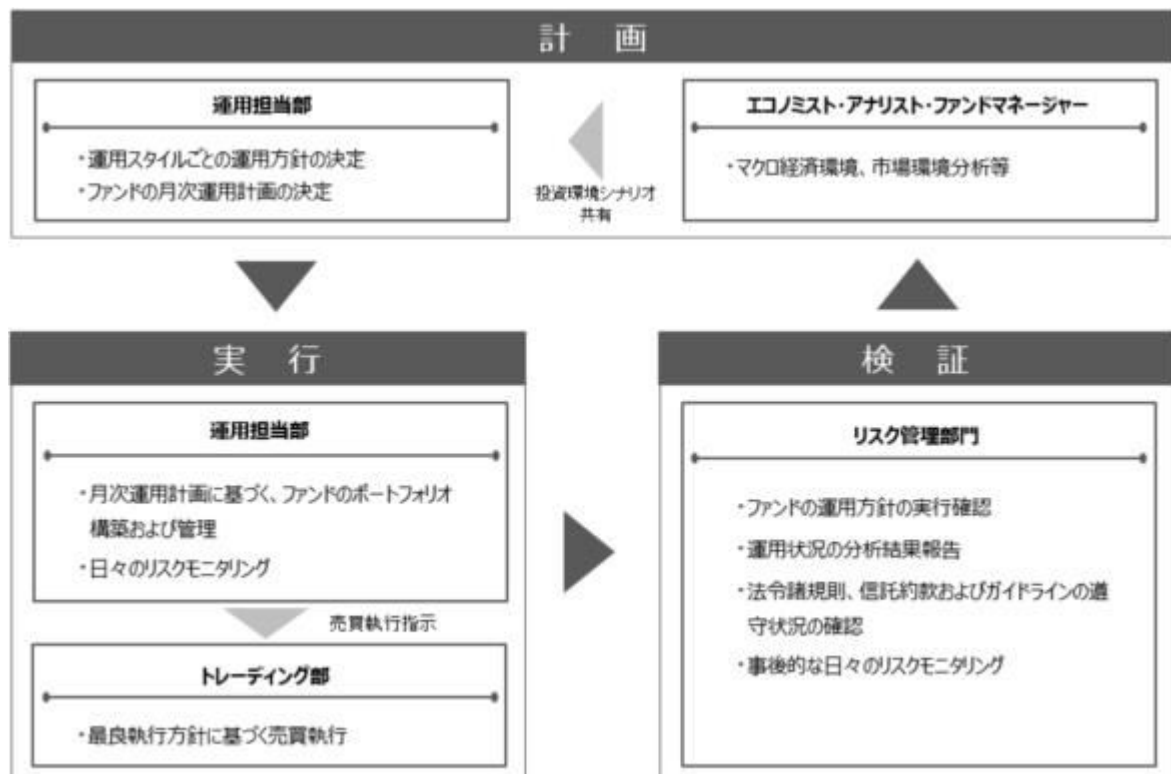 計 画
運用担当部
・運用スタイルごとの運用方針の決定
・ファンドの月次運用計画の決定
投資環境シナリオ
共有
エコノミスト・アナリスト・ファンドマネージャー
・マクロ経済環境、市場環境分析等
実 行
運用担当部
・月次運用計画に基づく、ファンドのポートフォリオ
構築および管理
・日々のリスクモニタリング
売買執行指示
トレーディング部
・最良執行方針に基づく売買執行
検 証
リスク管理部門
・ファンドの運用方針の実行確認
・運用状況の分析結果報告
・法令諸規則、信託約款およびガイドラインの遵
守状況の確認
・事後的な日々のリスクモニタリング